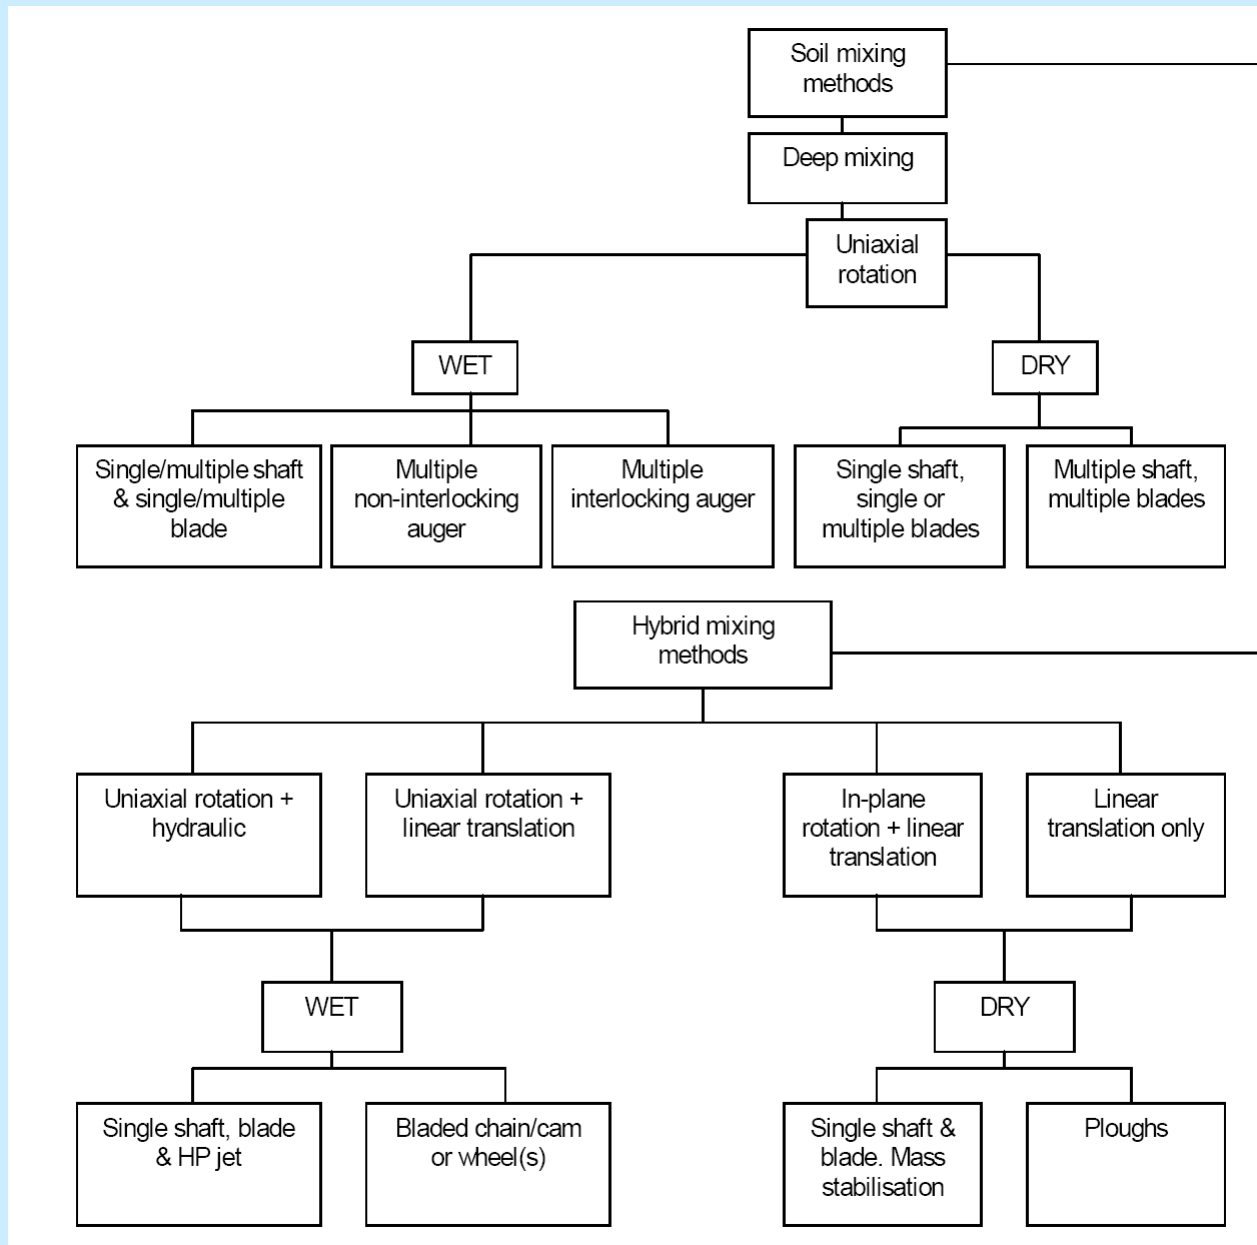 Soil mixing
methods
Deep mixing
Uniaxial
rotation
WET
DRY
Single/multiple shaft
& single/multiple
blade
Multiple
non-interlocking
auger
Multiple
interlocking auger
Single shaft,
single or
multiple blades
Multiple shaft,
multiple blades
Hybrid mixing
methods
Uniaxial rotation +
hydraulic
Uniaxial rotation +
linear translation
In-plane
rotation + linear
translation
Linear
translation only
WET
DRY
Single shaft, blade
& HP jet
Bladed chain/cam
or wheel(s)
Single shaft &
blade. Mass
stabilisation
Ploughs